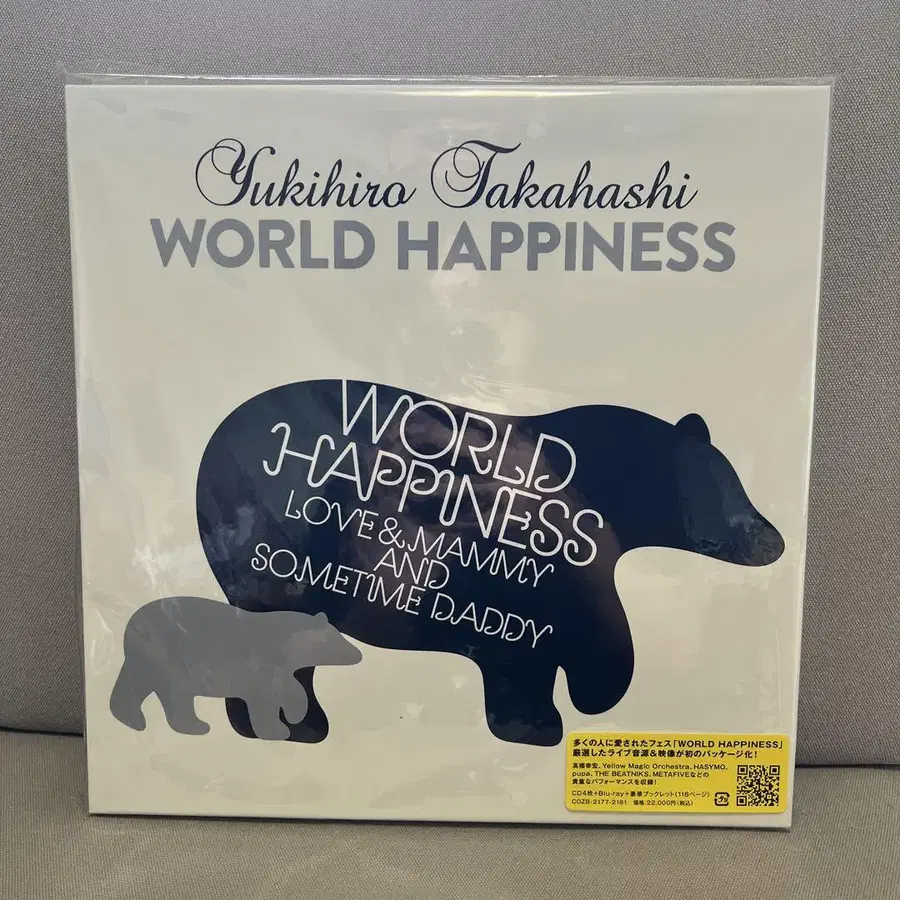 Yukihiro Takahashi
WORLD HAPPINESS
WORLD
HAPPINESS
LOVE & MAMMY
AND
SOMETIME DADDY
多くの人に愛されたフェス「WORLD HAPPINESS」
厳選したライブ音源&映像が初のパッケージ化!
高橋幸宏、Yellow Magic Orchestra、HASYMO、
pupa、THE BEATNIKS、METAFIVEなどの
貴重なパフォーマンスを収録!
CD4枚+Blu-ray+豪華ブックレット(116ページ)
COZB-2177-2181 価格 22,000円(税込)